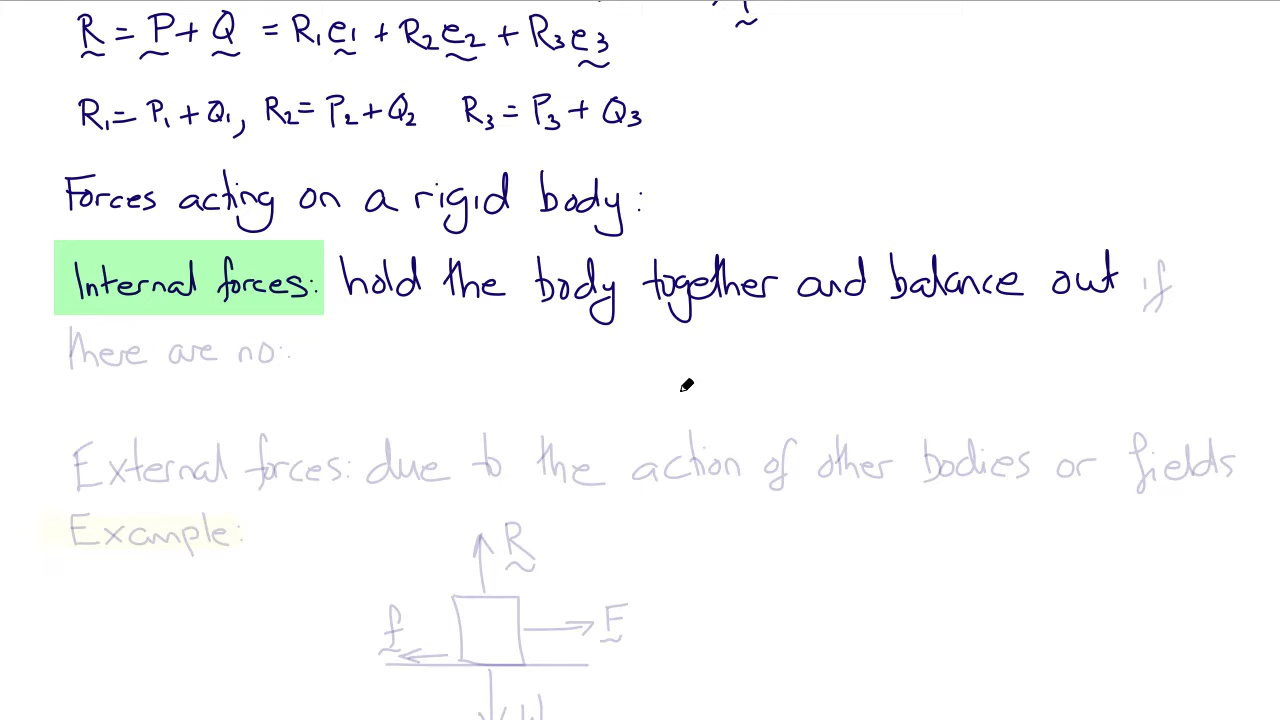 R = P + Q = R1e1 + R2e2 + R3e3
R1 = P1 + Q1, R2 = P2 + Q2 R3 = P3 + Q3
Forces acting on a rigid body:
Internal forces: hold the body together and balance out if
there are no:
External forces: due to the action of other bodies or fields
Example:
R
f
F
W